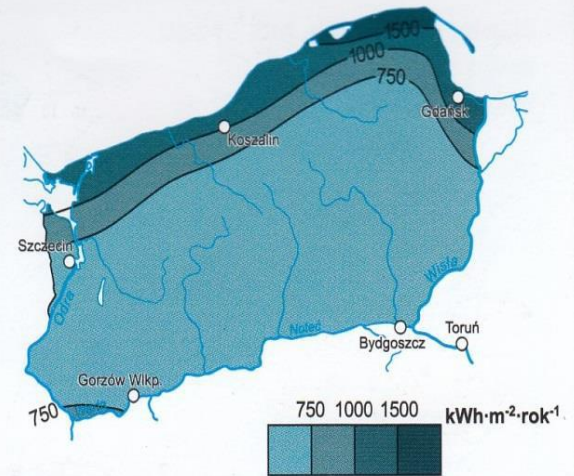 1500
1000
750
Gdańsk
Koszalin
Szczecin
Odra
Wisła
Noteć
Toruń
Bydgoszcz
Gorzów Wlkp.
750
Warta
750 1000 1500 kWh·m⁻²·rok⁻¹